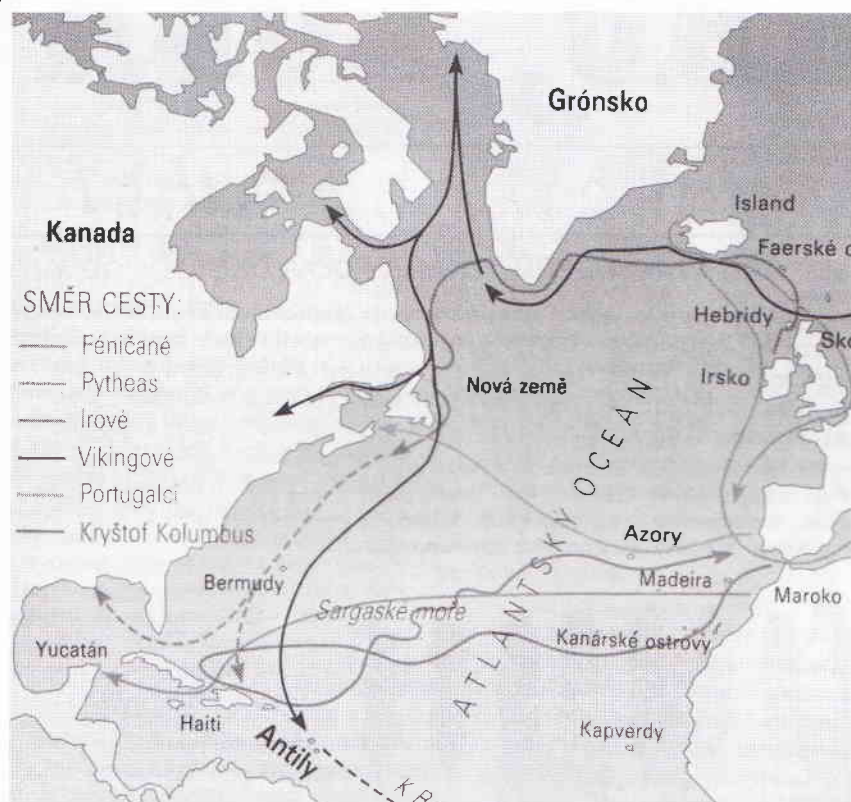 Grónsko
Island
Kanada
Faerské
SMĚR CESTY:
Féničané
Pytheas
Irové
Vikingové
Portugalci
Kryštof Kolumbus
Hebridy
Irsko
Nová země
ATLANTSKÝ OCEÁN
Azory
Bermudy
Madeira
Maroko
Sargaské moře
Yucatán
Kanárské ostrovy
Haiti
Antily
Kapverdy